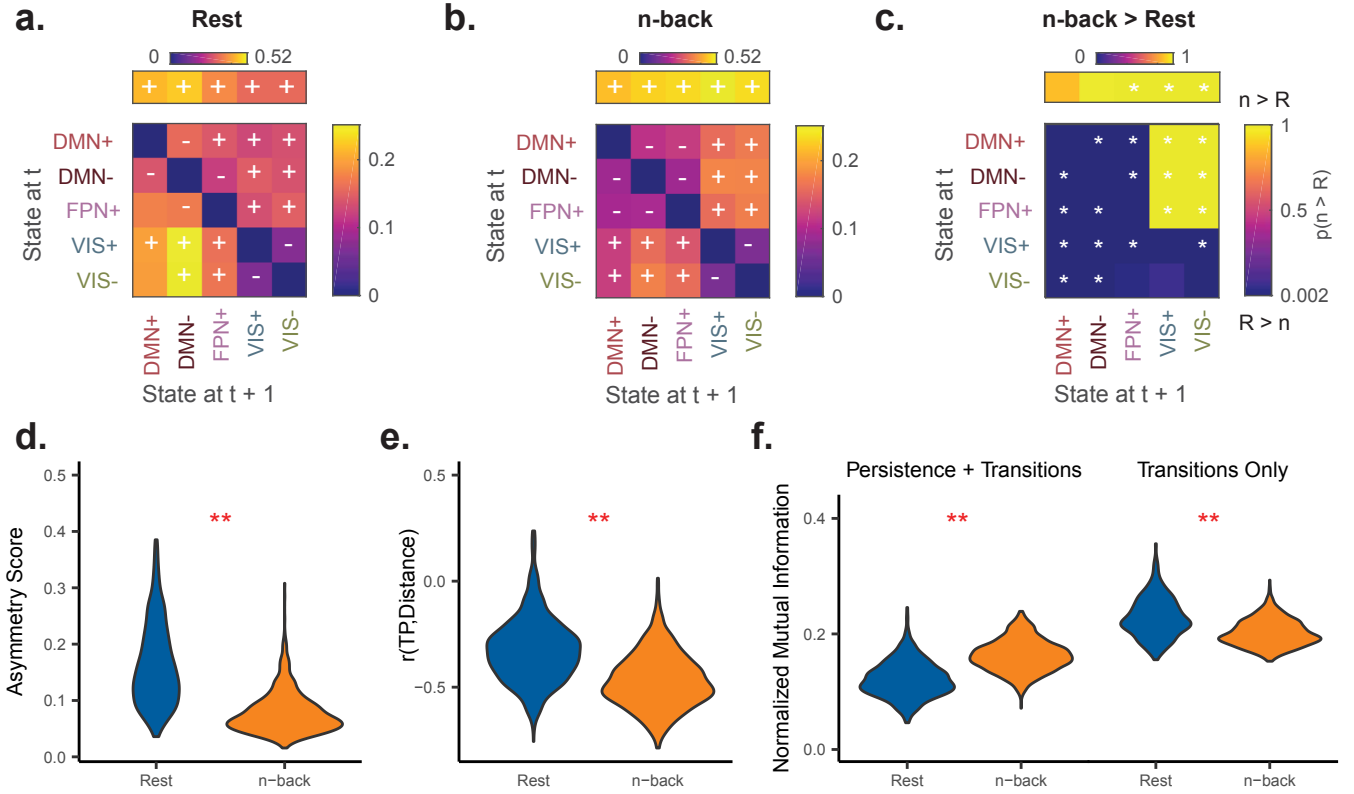 a.
Rest
0 0.52
+ + + + +
DMN+ - + + +
DMN- - - + +
FPN+ - + +
VIS+ + + + -
VIS- + + -
State at t
0.2
0.1
0
DMN+ DMN- FPN+ VIS+ VIS-
State at t + 1
b.
n-back
0 0.52
+ + + + +
DMN+ - - + +
DMN- - - + +
FPN+ - - + +
VIS+ + + + -
VIS- + + + -
State at t
0.2
0.1
0
DMN+ DMN- FPN+ VIS+ VIS-
State at t + 1
c.
n-back > Rest
0 1
* * *
n > R
DMN+ * * * *
DMN- * * * *
FPN+ * * * *
VIS+ * * * *
VIS- * *
State at t
1
0.5
0.002
p(n > R)
R > n
DMN+ DMN- FPN+ VIS+ VIS-
State at t + 1
d.
Asymmetry Score
0.5
0.4
0.3
0.2
0.1
0.0
**
Rest n−back
e.
r(TP,Distance)
0.5
0.0
−0.5
**
Rest n−back
f.
Persistence + Transitions Transitions Only
Normalized Mutual Information
0.4
0.2
0.0
** **
Rest n−back Rest n−back